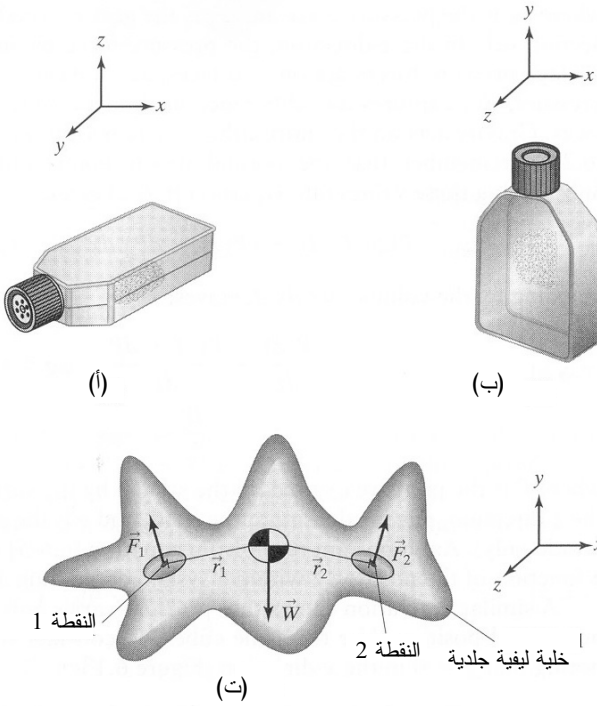 z
x
y
y
x
z
(أ)
(ب)
y
z
F₁
r₁
r₂
F₂
W
النقطة 1
النقطة 2
خلية ليفية جلدية
(ت)